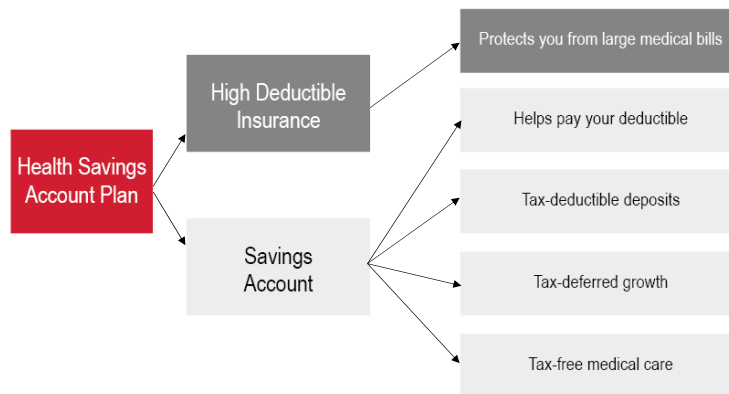 Protects you from large medical bills
High Deductible
Insurance
Helps pay your deductible
Health Savings
Account Plan
Tax-deductible deposits
Savings
Account
Tax-deferred growth
Tax-free medical care